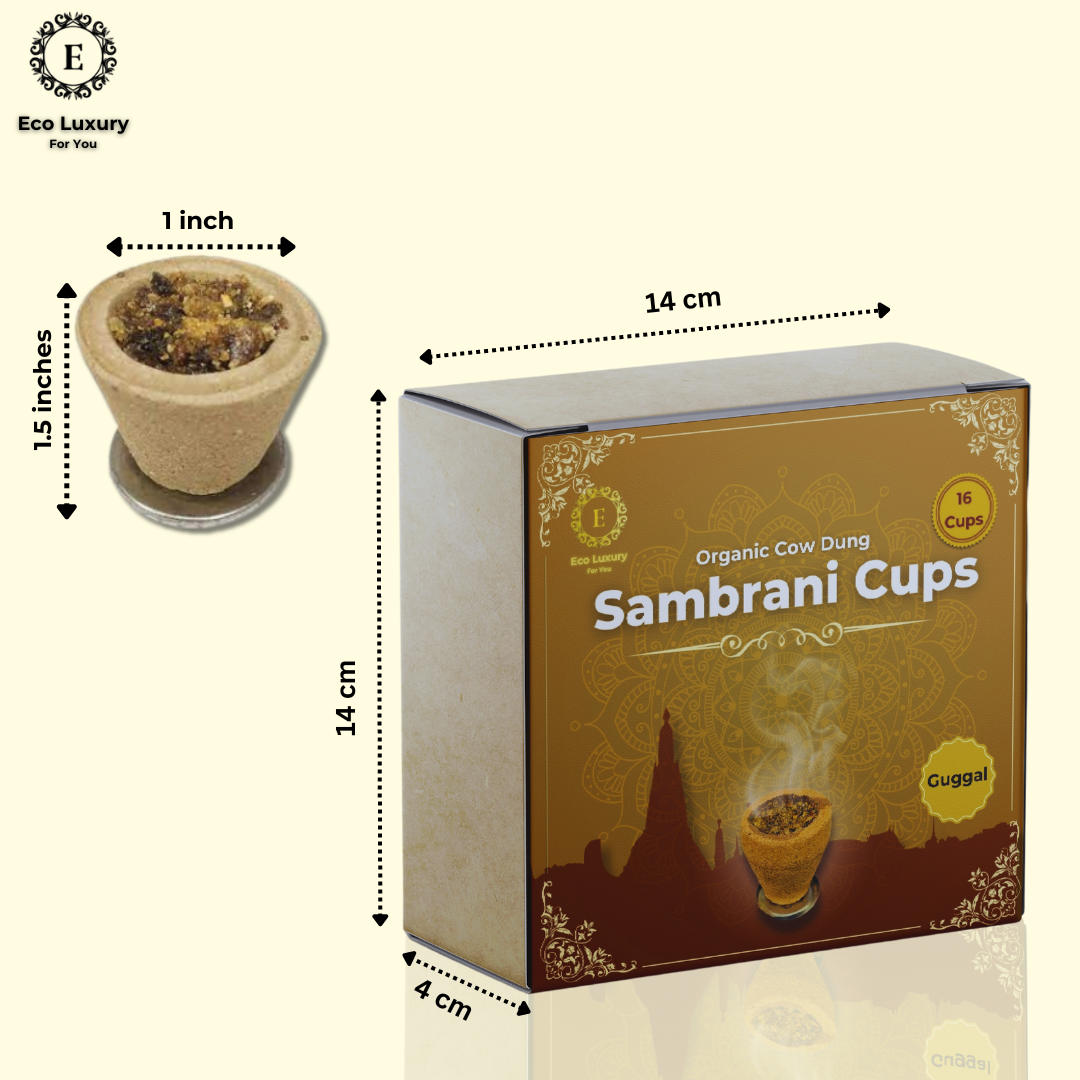 E
Eco Luxury
For You
1 inch
1.5 inches
14 cm
14 cm
4 cm
E
Eco Luxury
For You
16
Cups
Organic Cow Dung
Sambrani Cups
Guggal
Guggal